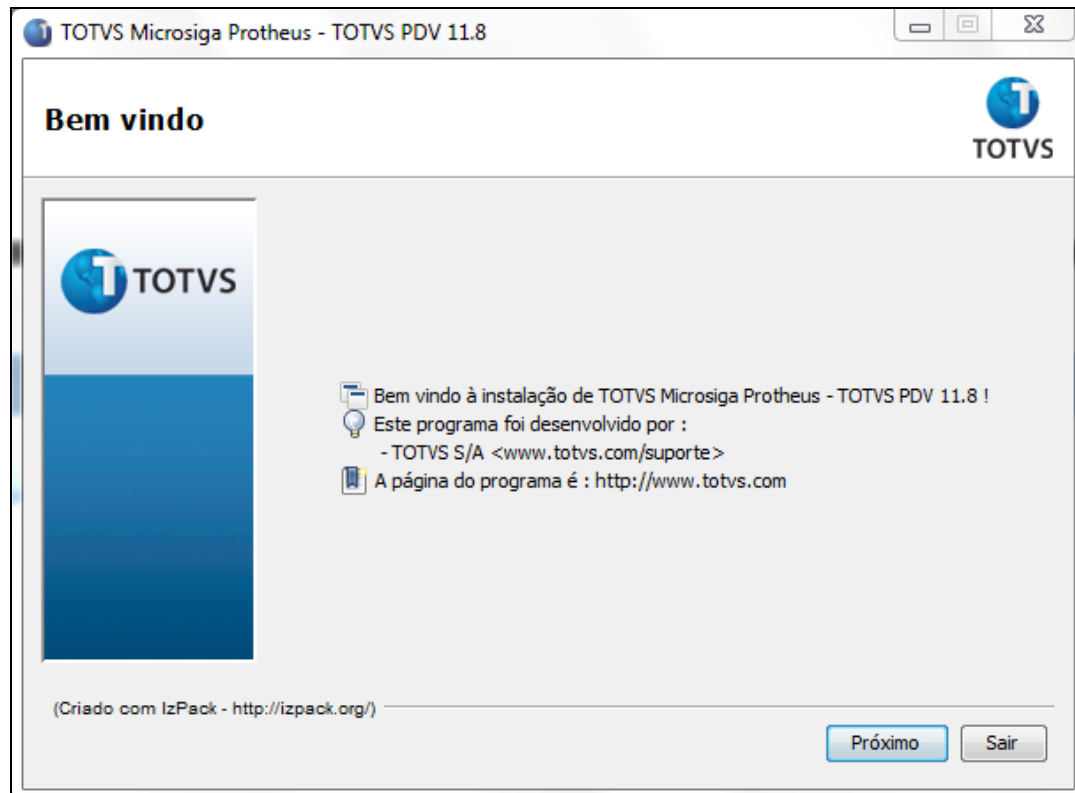 TOTVS Microsiga Protheus - TOTVS PDV 11.8
Bem vindo
TOTVS
TOTVS
Bem vindo à instalação de TOTVS Microsiga Protheus - TOTVS PDV 11.8 !
Este programa foi desenvolvido por :
- TOTVS S/A <www.totvs.com/suporte>
A página do programa é : http://www.totvs.com
(Criado com IzPack - http://izpack.org/)
Próximo
Sair